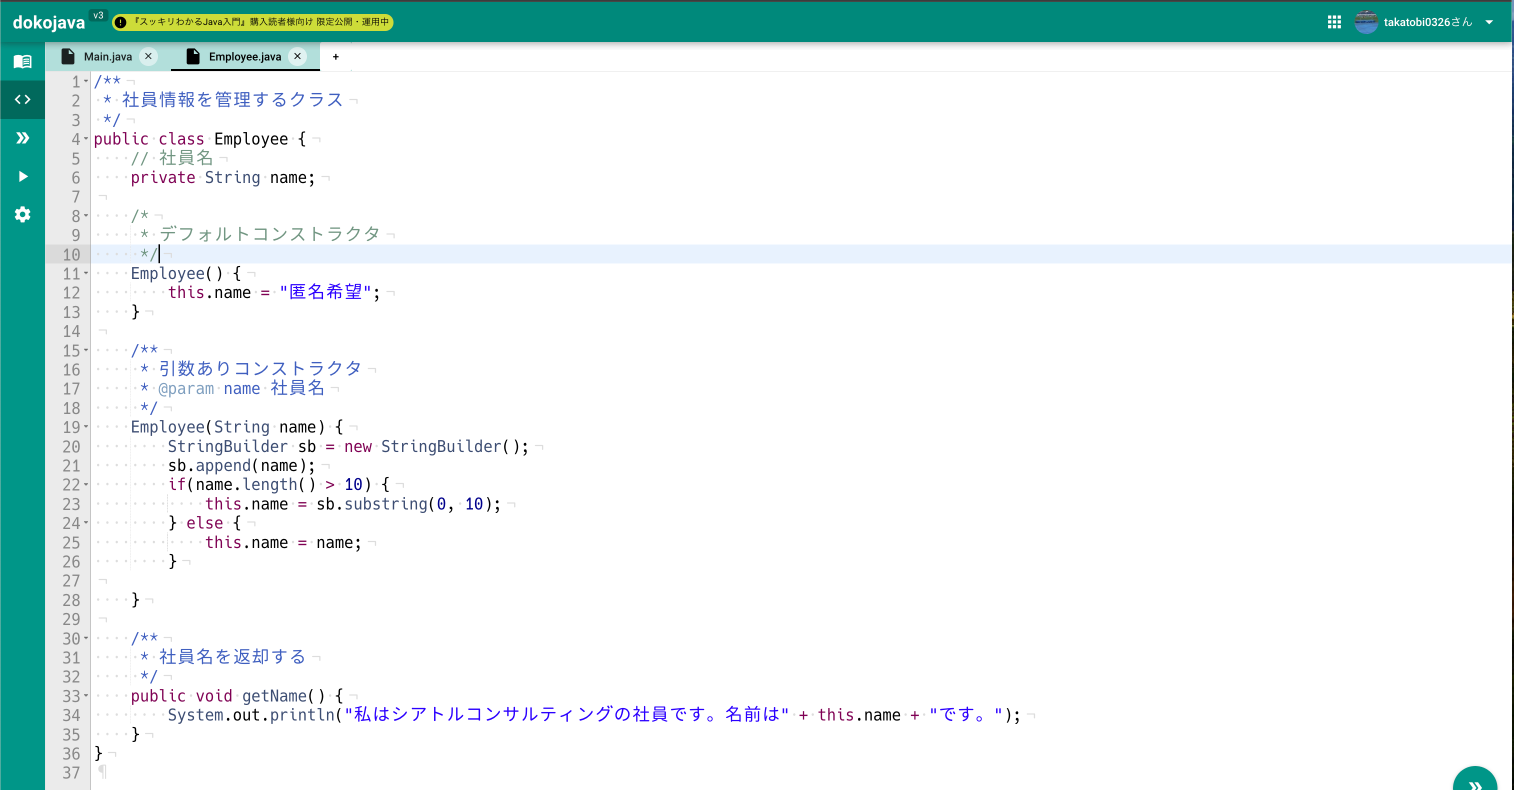 dokojava v3
『スッキリわかるJava入門』購入読者様向け 限定公開・運用中
takatobi0326さん
Main.java ×
Employee.java ×
+
1 /**
2  * 社員情報を管理するクラス
3  */
4 public class Employee {
5     // 社員名
6     private String name;
7
8     /*
9      * デフォルトコンストラクタ
10      */
11     Employee() {
12         this.name = "匿名希望";
13     }
14
15     /**
16      * 引数ありコンストラクタ
17      * @param name 社員名
18      */
19     Employee(String name) {
20         StringBuilder sb = new StringBuilder();
21         sb.append(name);
22         if(name.length() > 10) {
23             this.name = sb.substring(0, 10);
24         } else {
25             this.name = name;
26         }
27
28     }
29
30     /**
31      * 社員名を返却する
32      */
33     public void getName() {
34         System.out.println("私はシアトルコンサルティングの社員です。名前は" + this.name + "です。");
35     }
36 }
37